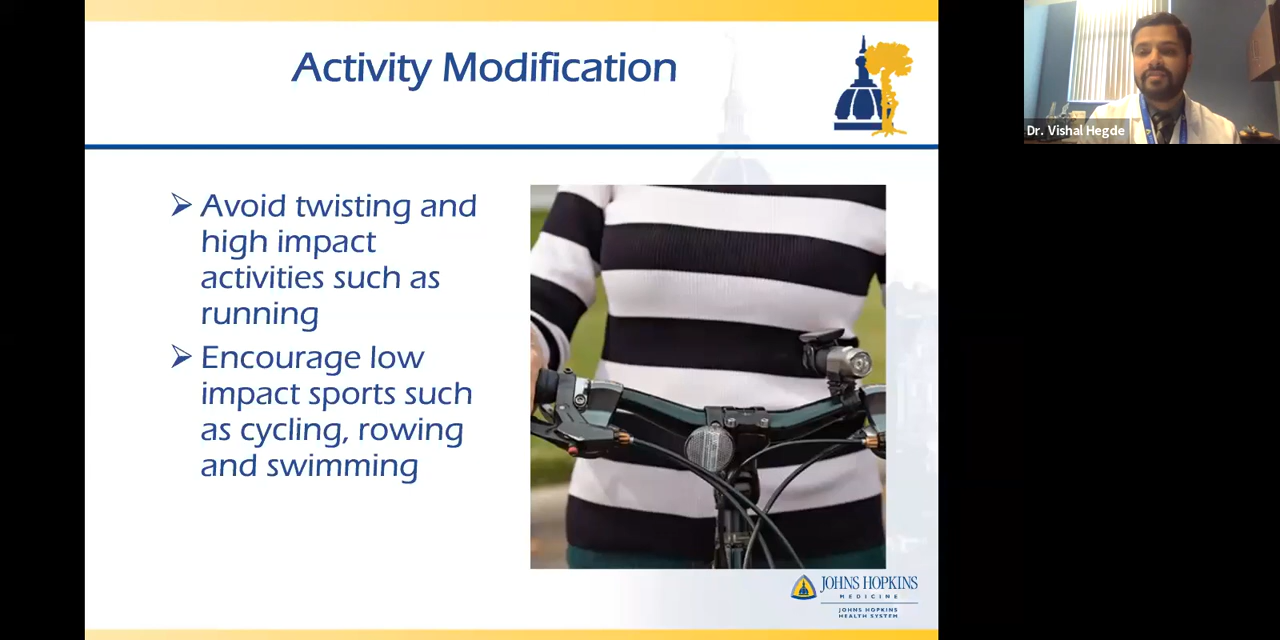 Activity Modification
Dr. Vishal Hegde
➢ Avoid twisting and
high impact
activities such as
running
➢ Encourage low
impact sports such
as cycling, rowing
and swimming
JOHNS HOPKINS
MEDICINE
JOHNS HOPKINS
HEALTH SYSTEM